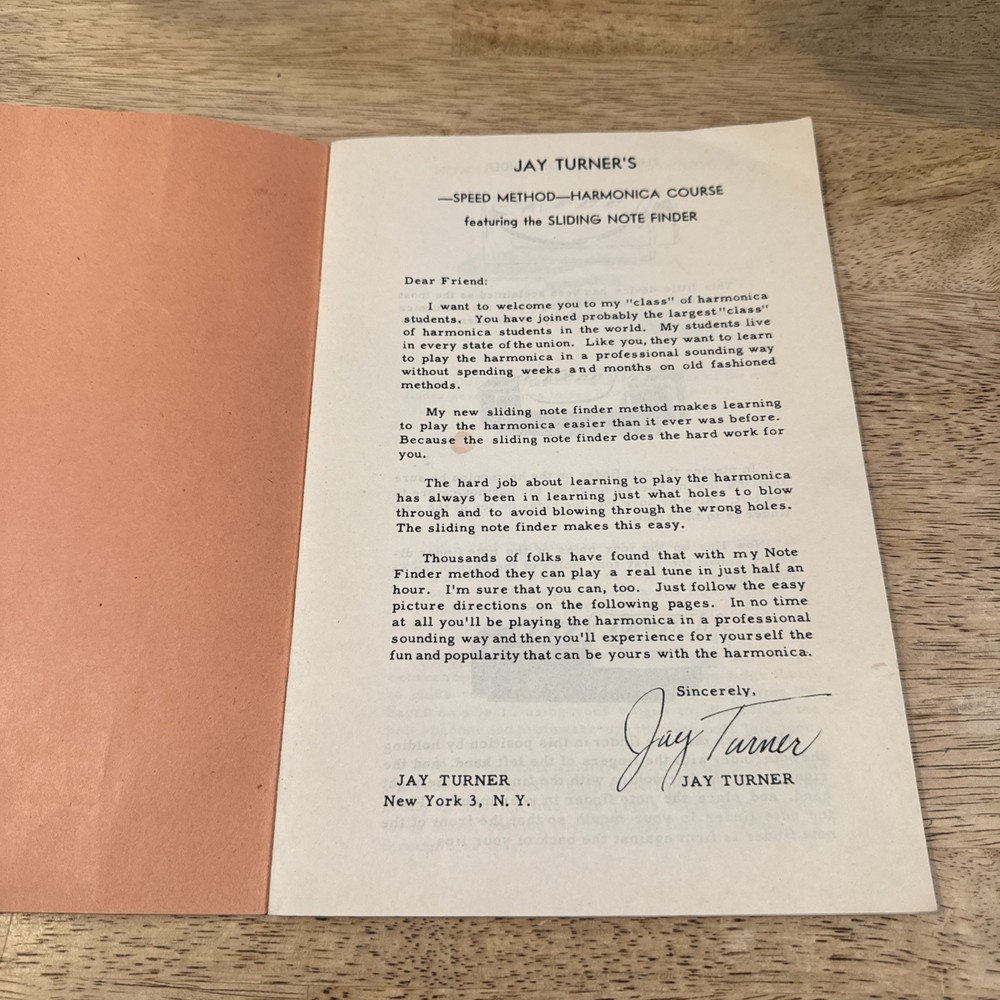 JAY TURNER'S
—SPEED METHOD—HARMONICA COURSE
featuring the SLIDING NOTE FINDER
Dear Friend:
I want to welcome you to my "class" of harmonica
students. You have joined probably the largest "class"
of harmonica students in the world. My students live
in every state of the union. Like you, they want to learn
to play the harmonica in a professional sounding way
without spending weeks and months on old fashioned
methods.
My new sliding note finder method makes learning
to play the harmonica easier than it ever was before.
Because the sliding note finder does the hard work for
you.
The hard job about learning to play the harmonica
has always been in learning just what holes to blow
through and to avoid blowing through the wrong holes.
The sliding note finder makes this easy.
Thousands of folks have found that with my Note
Finder method they can play a real tune in just half an
hour. I'm sure that you can, too. Just follow the easy
picture directions on the following pages. In no time
at all you'll be playing the harmonica in a professional
sounding way and then you'll experience for yourself the
fun and popularity that can be yours with the harmonica.
Sincerely,
Jay Turner
JAY TURNER JAY TURNER
New York 3, N. Y.